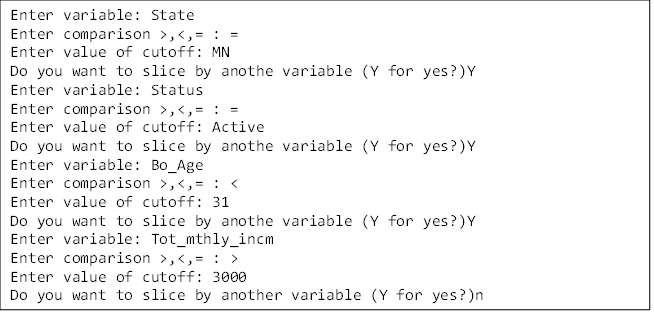 Enter variable: State
Enter comparison >,<,= : =
Enter value of cutoff: MN
Do you want to slice by anothe variable (Y for yes?)Y
Enter variable: Status
Enter comparison >,<,= : =
Enter value of cutoff: Active
Do you want to slice by anothe variable (Y for yes?)Y
Enter variable: Bo_Age
Enter comparison >,<,= : <
Enter value of cutoff: 31
Do you want to slice by anothe variable (Y for yes?)Y
Enter variable: Tot_mthly_incm
Enter comparison >,<,= : >
Enter value of cutoff: 3000
Do you want to slice by another variable (Y for yes?)n